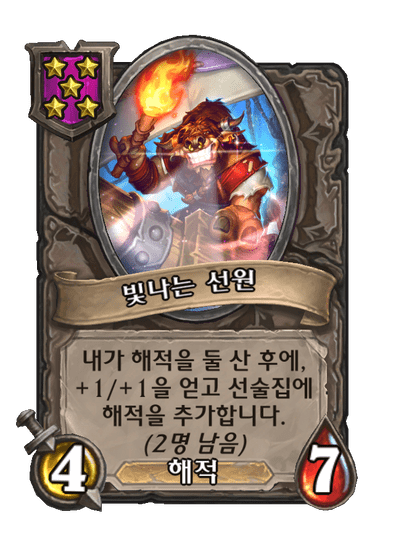 빛나는 선원
내가 해적을 둘 산 후에,
+1/+1을 얻고 선술집에
해적을 추가합니다.
(2명 남음)
4
해적
7